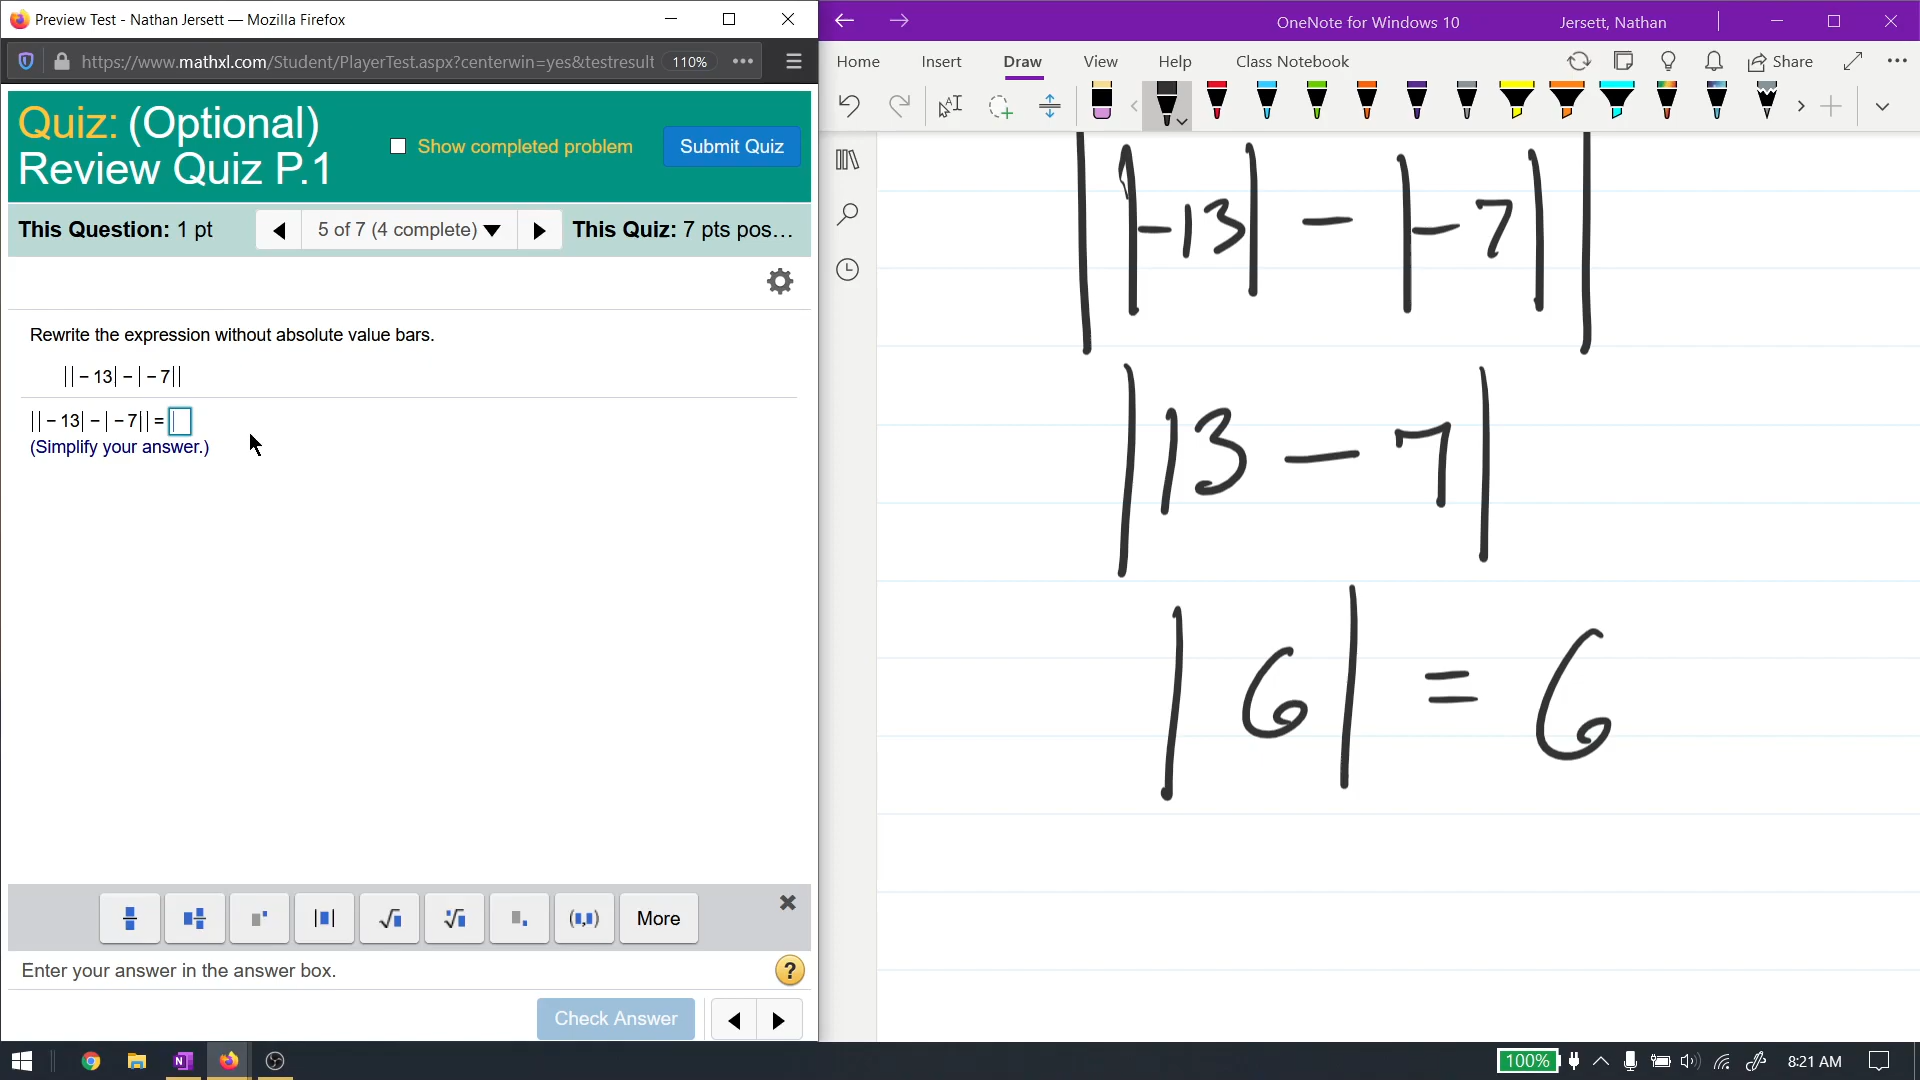 Preview Test - Nathan Jersett — Mozilla Firefox
https://www.mathxl.com/Student/PlayerTest.aspx?centerwin=yes&testresult 110%
Quiz: (Optional)
Review Quiz P.1
Show completed problem
Submit Quiz
This Question: 1 pt
5 of 7 (4 complete)
This Quiz: 7 pts pos...
Rewrite the expression without absolute value bars.
||-13|-|-7||
||-13|-|-7||=
(Simplify your answer.)
More
Enter your answer in the answer box.
?
Check Answer
OneNote for Windows 10
Jersett, Nathan
Home Insert Draw View Help Class Notebook
Share
||-13| - |-7||
|13 - 7|
|6| = 6
100%
8:21 AM